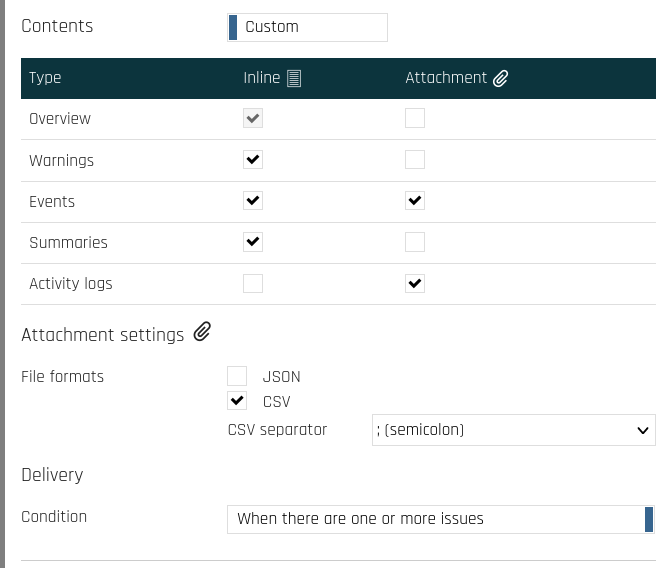 Contents Custom
Type Inline Attachment
Overview
Warnings
Events
Summaries
Activity logs
Attachment settings
File formats JSON
CSV
CSV separator ; (semicolon)
Delivery
Condition When there are one or more issues